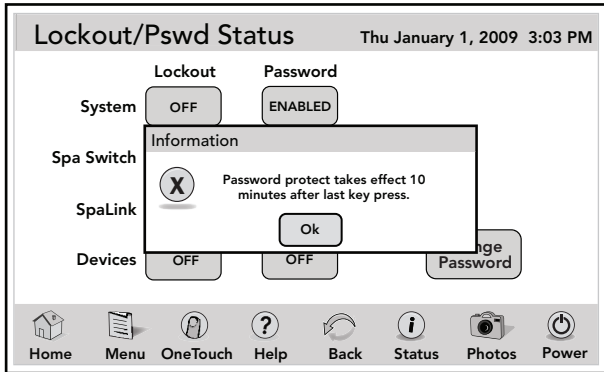 Lockout/Pswd Status Thu January 1, 2009 3:03 PM
Lockout Password
System OFF ENABLED
Information
Spa Switch
X Password protect takes effect 10
minutes after last key press.
SpaLink
Ok
Devices OFF OFF
nge
Password
Home Menu OneTouch Help Back Status Photos Power
? i